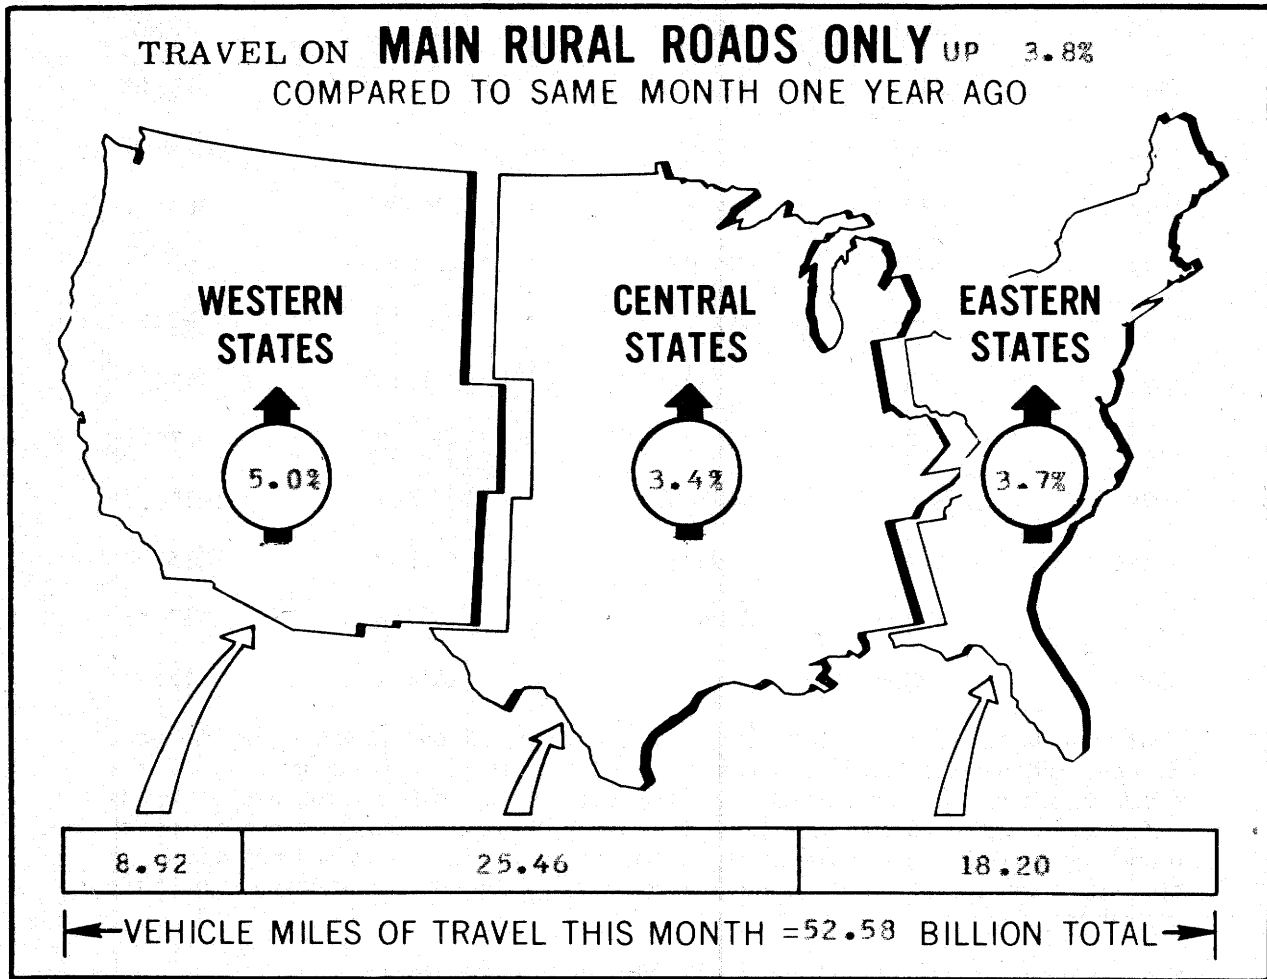 TRAVEL ON MAIN RURAL ROADS ONLY UP 3.8%
COMPARED TO SAME MONTH ONE YEAR AGO
WESTERN
STATES
5.0%
CENTRAL
STATES
3.4%
EASTERN
STATES
3.7%
8.92
25.46
18.20
VEHICLE MILES OF TRAVEL THIS MONTH =52.58 BILLION TOTAL